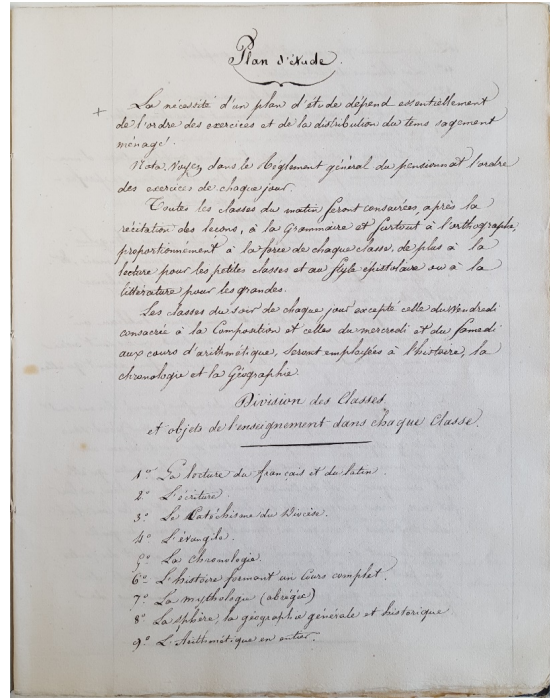 Plan d'étude.
+ La nécessité d'un plan d'étude dépend essentiellement
de l'ordre des exercices et de la distribution du tems sagement
ménagé.
Nota. Voyez dans le Règlement général du pensionnat l'ordre
des exercices de chaque jour.
Toutes les classes du matin seront consacrées, après la
récitation des leçons, à la Grammaire et surtout à l'orthographe,
proportionnément à la force de chaque classe, de plus à la
lecture pour les petites classes et au style épistolaire ou à la
littérature pour les grandes.
Les classes du soir de chaque jour excepté celle du Vendredi
consacrée à la Composition et celles du mercredi et du samedi
aux cours d'arithmétique, seront employées à l'histoire, la
chronologie et la Géographie.
Division des Classes
et objets de l'enseignement dans chaque Classe.
1° La lecture du français et du latin.
2° L'écriture.
3° Le Catéchisme du Diocèse.
4° L'évangile.
5° La Chronologie.
6° L'histoire formant un Cours complet.
7° La mythologie (abrégée)
8° La sphère, la géographie générale et historique.
9° L'Arithmétique en entier.